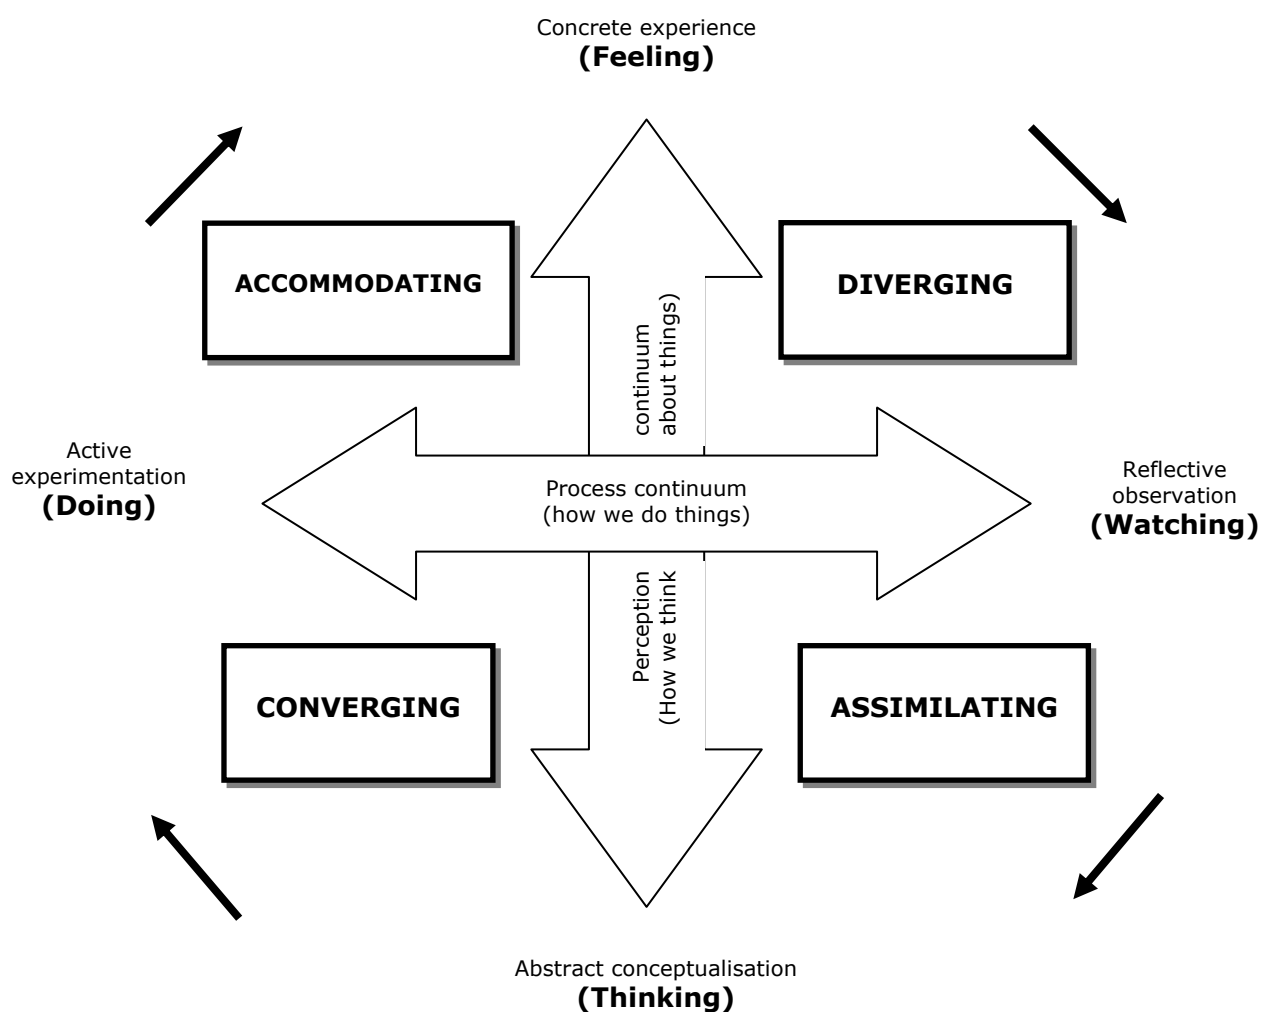 Concrete experience
(Feeling)
ACCOMMODATING
DIVERGING
continuum
about things)
Active
experimentation
(Doing)
Process continuum
(how we do things)
Reflective
observation
(Watching)
Perception
(How we think
CONVERGING
ASSIMILATING
Abstract conceptualisation
(Thinking)